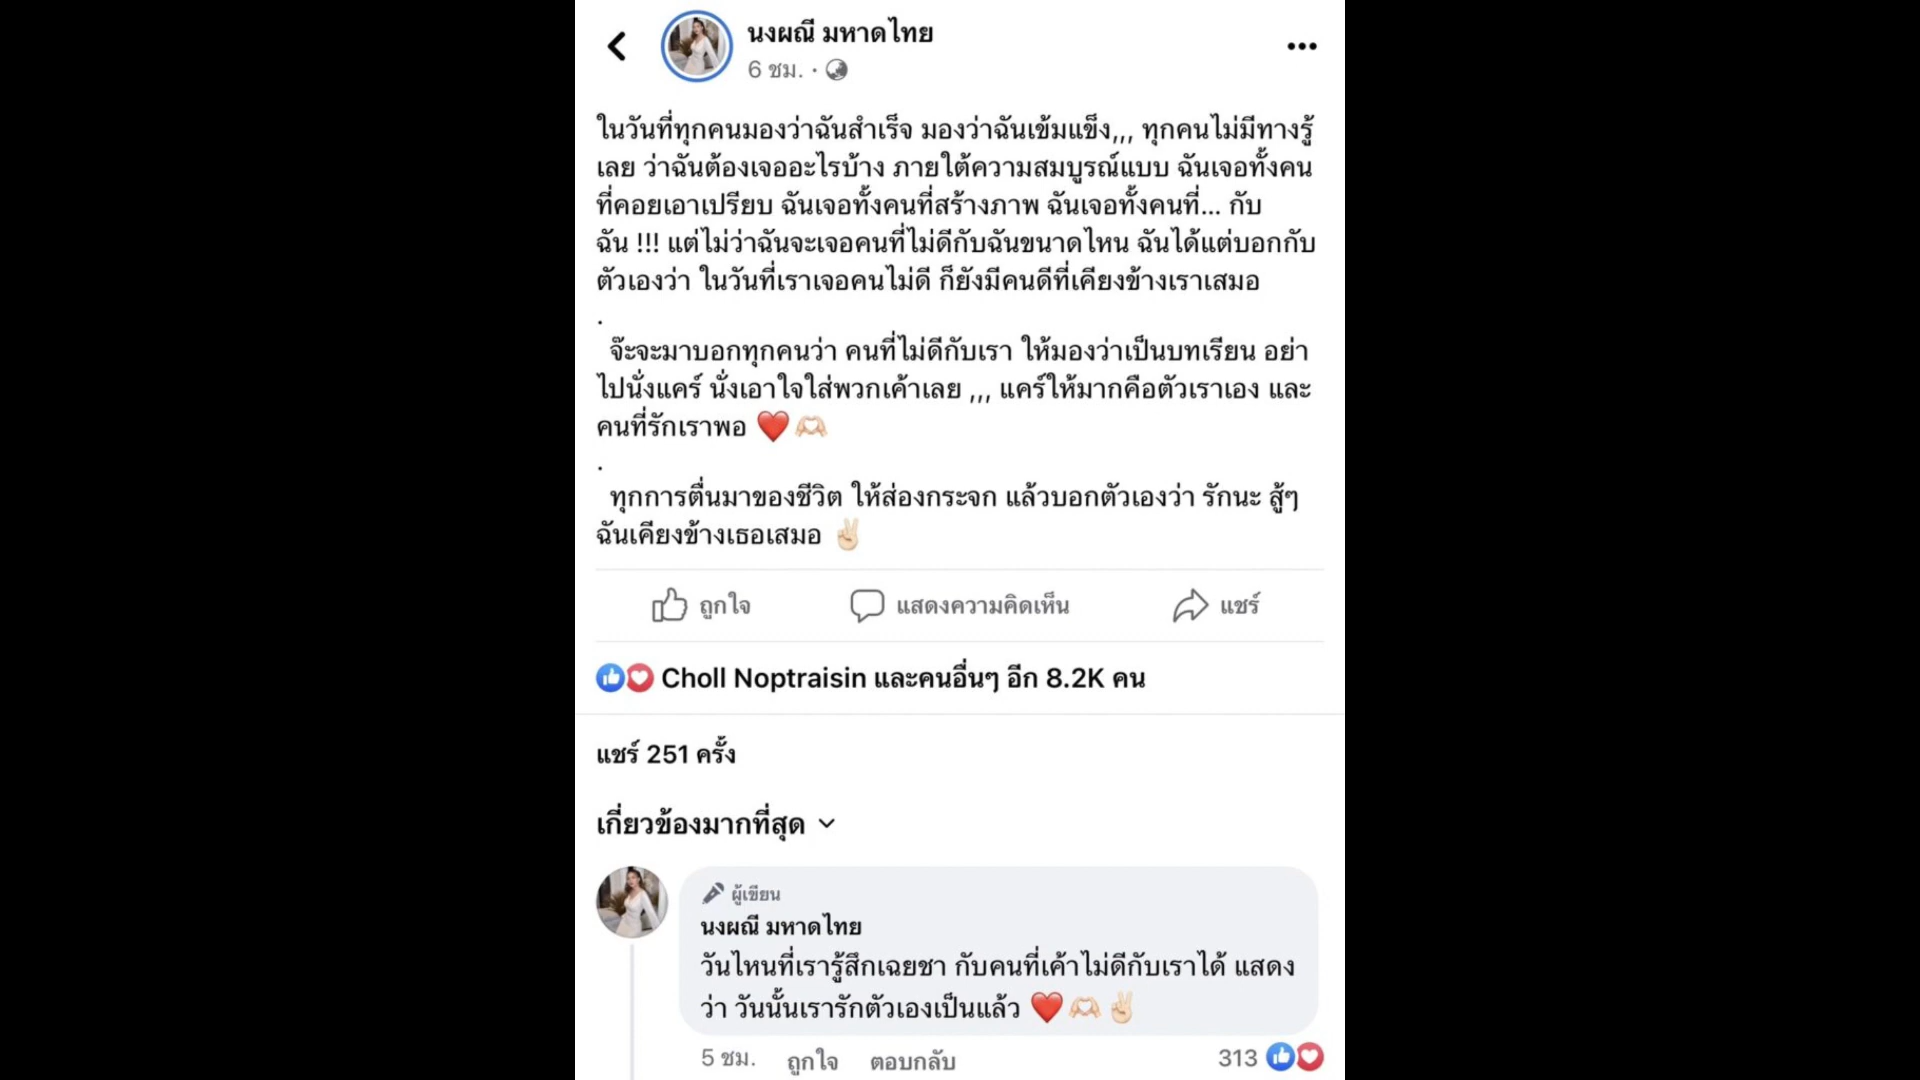 นงผณี มหาดไทย
6 ชม. ·
ในวันที่ทุกคนมองว่าฉันสำเร็จ มองว่าฉันเข้มแข็ง,,, ทุกคนไม่มีทางรู้
เลย ว่าฉันต้องเจออะไรบ้าง ภายใต้ความสมบูรณ์แบบ ฉันเจอทั้งคน
ที่คอยเอาเปรียบ ฉันเจอทั้งคนที่สร้างภาพ ฉันเจอทั้งคนที่... กับ
ฉัน !!! แต่ไม่ว่าฉันจะเจอคนที่ไม่ดีกับฉันขนาดไหน ฉันได้แต่บอกกับ
ตัวเองว่า ในวันที่เราเจอคนไม่ดี ก็ยังมีคนดีที่เคียงข้างเราเสมอ
.
จ๊ะจะมาบอกทุกคนว่า คนที่ไม่ดีกับเรา ให้มองว่าเป็นบทเรียน อย่า
ไปนั่งแคร์ นั่งเอาใจใส่พวกเค้าเลย ,,, แคร์ให้มากคือตัวเราเอง และ
คนที่รักเราพอ ❤️🫶🏻
.
ทุกการตื่นมาของชีวิต ให้ส่องกระจก แล้วบอกตัวเองว่า รักนะ สู้ๆ
ฉันเคียงข้างเธอเสมอ ✌🏻
ถูกใจ แสดงความคิดเห็น แชร์
Choll Noptraisin และคนอื่นๆ อีก 8.2K คน
แชร์ 251 ครั้ง
เกี่ยวข้องมากที่สุด
ผู้เขียน
นงผณี มหาดไทย
วันไหนที่เรารู้สึกเฉยชา กับคนที่เค้าไม่ดีกับเราได้ แสดง
ว่า วันนั้นเรารักตัวเองเป็นแล้ว ❤️🫶🏻✌🏻
5 ชม. ถูกใจ ตอบกลับ 313